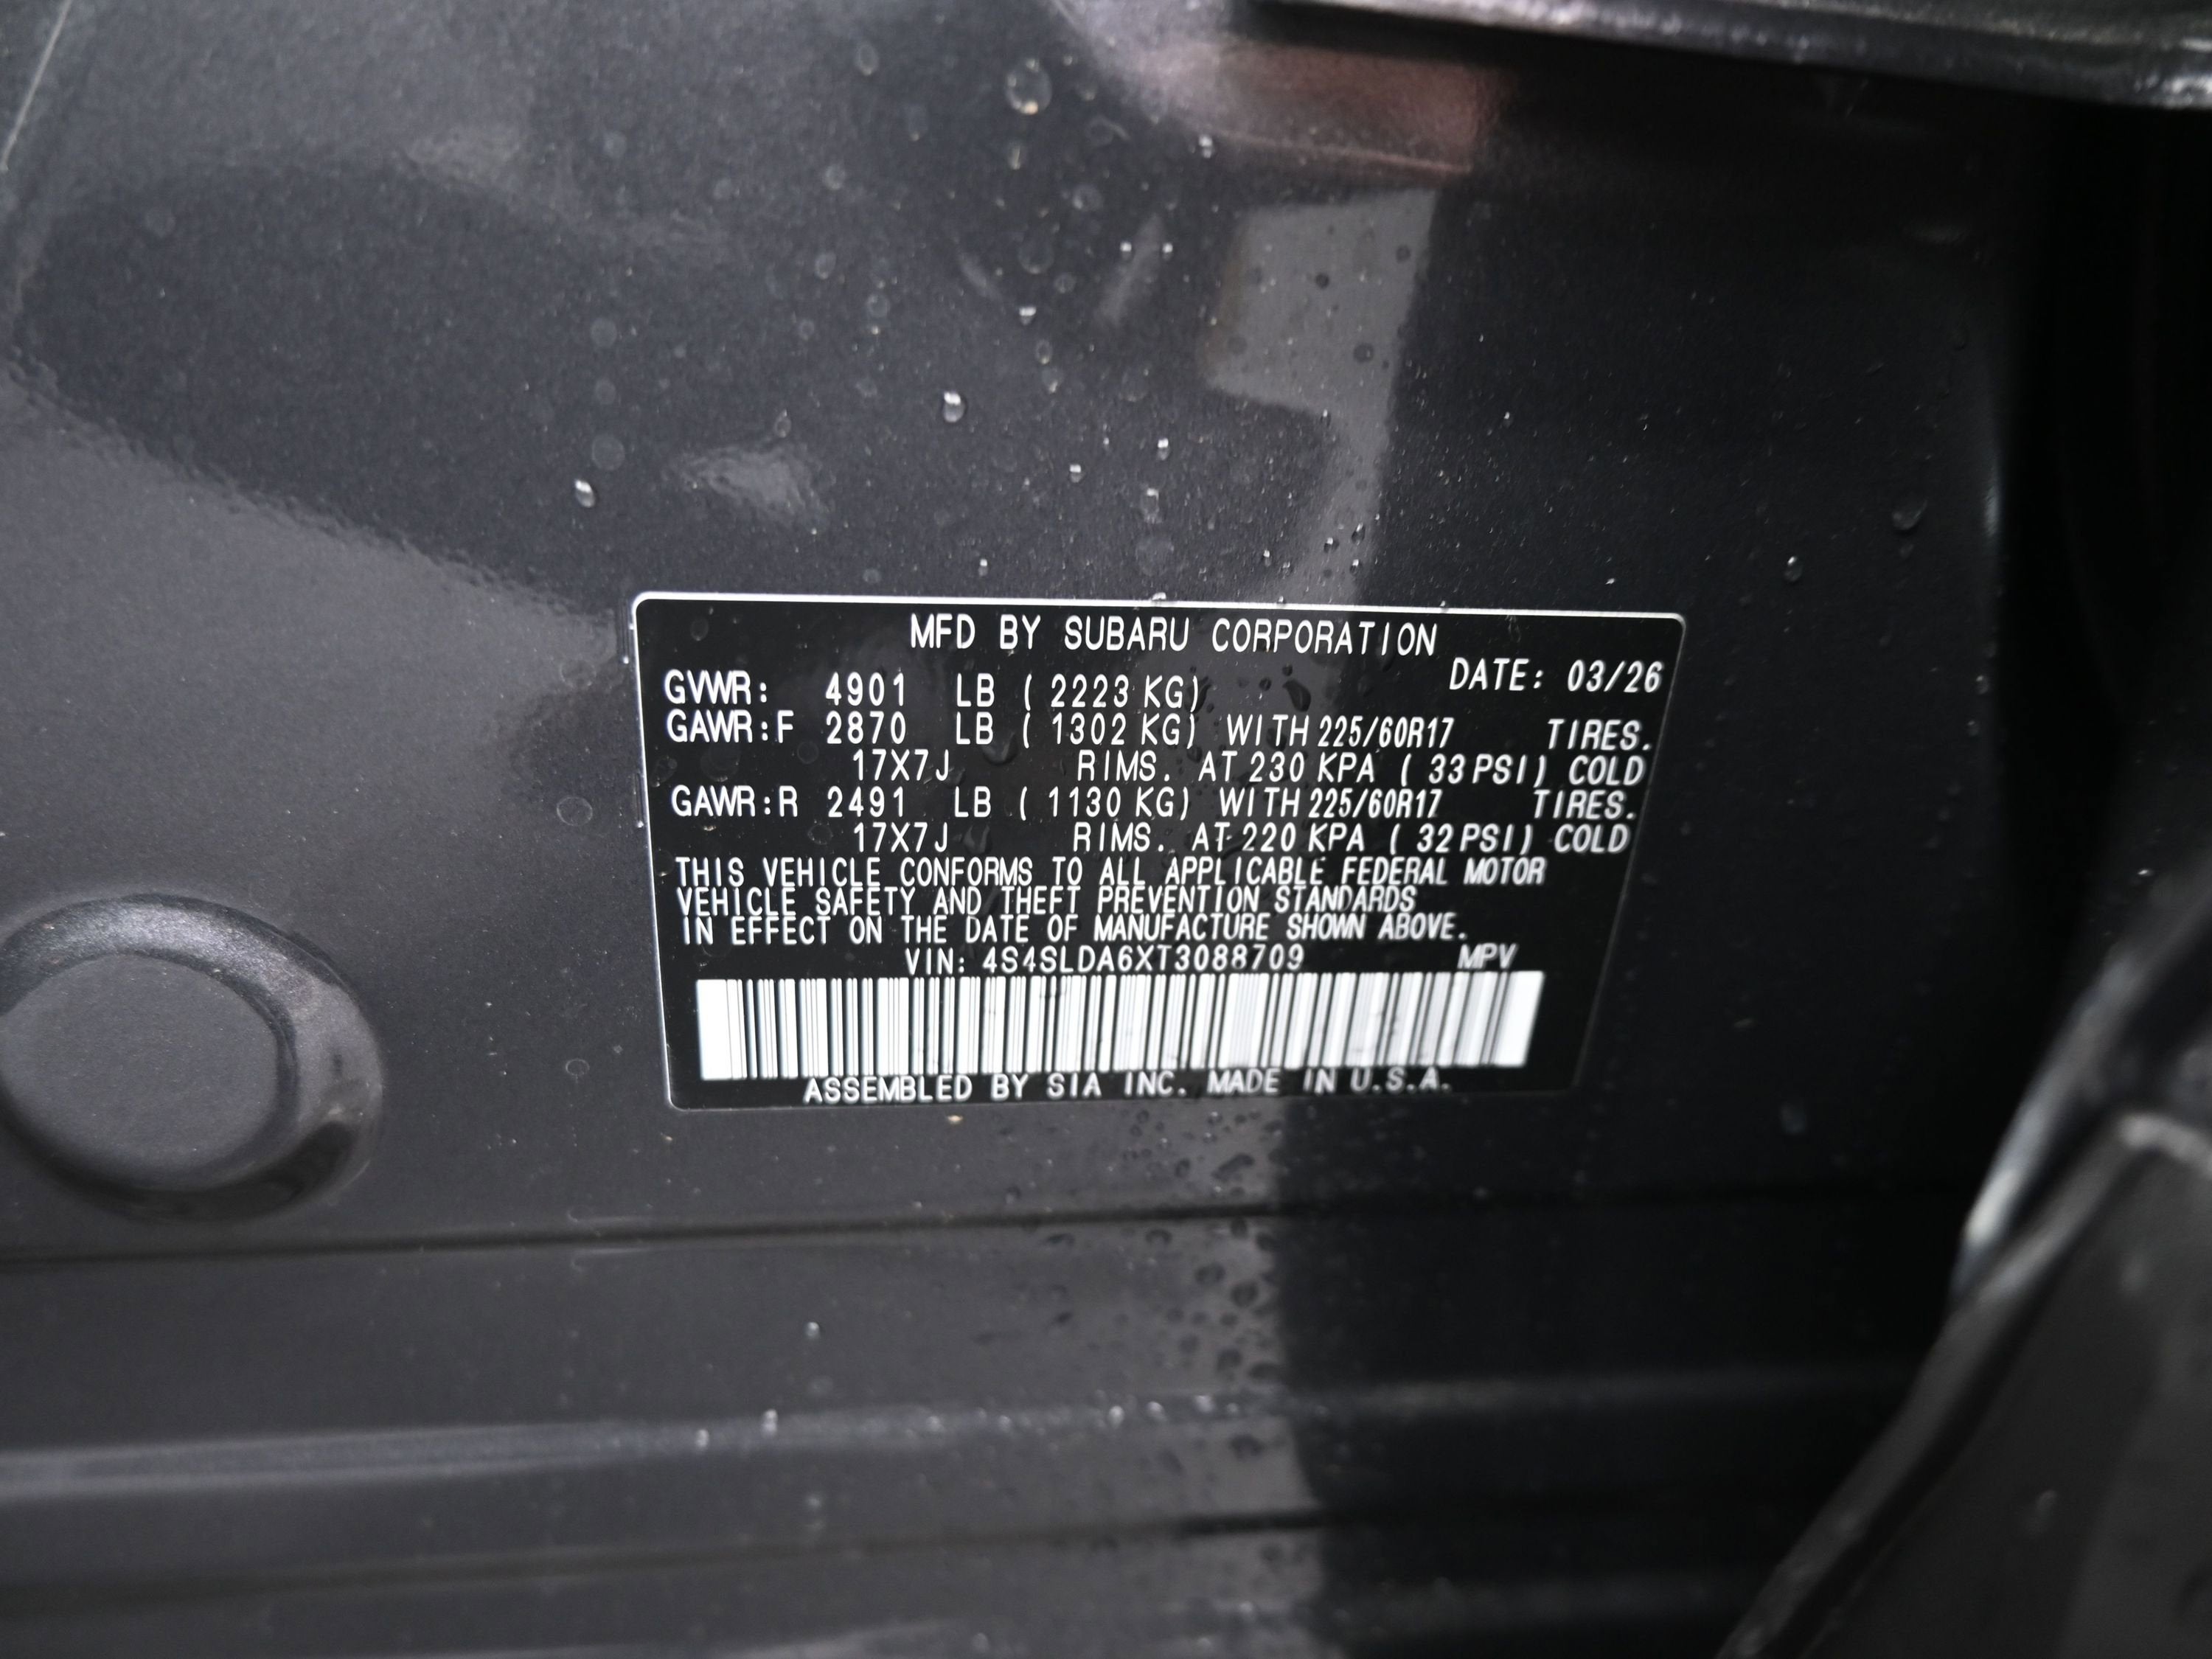 MFD BY SUBARU CORPORATION
DATE: 03/26
GVWR: 4901 LB ( 2223 KG)
GAWR:F 2870 LB ( 1302 KG) WITH 225/60R17 TIRES.
17X7J RIMS. AT 230 KPA ( 33 PSI) COLD
GAWR:R 2491 LB ( 1130 KG) WITH 225/60R17 TIRES.
17X7J RIMS. AT 220 KPA ( 32 PSI) COLD
THIS VEHICLE CONFORMS TO ALL APPLICABLE FEDERAL MOTOR
VEHICLE SAFETY AND THEFT PREVENTION STANDARDS
IN EFFECT ON THE DATE OF MANUFACTURE SHOWN ABOVE.
VIN: 4S4SLDA6XT3088709 MPV
ASSEMBLED BY SIA INC. MADE IN U.S.A.